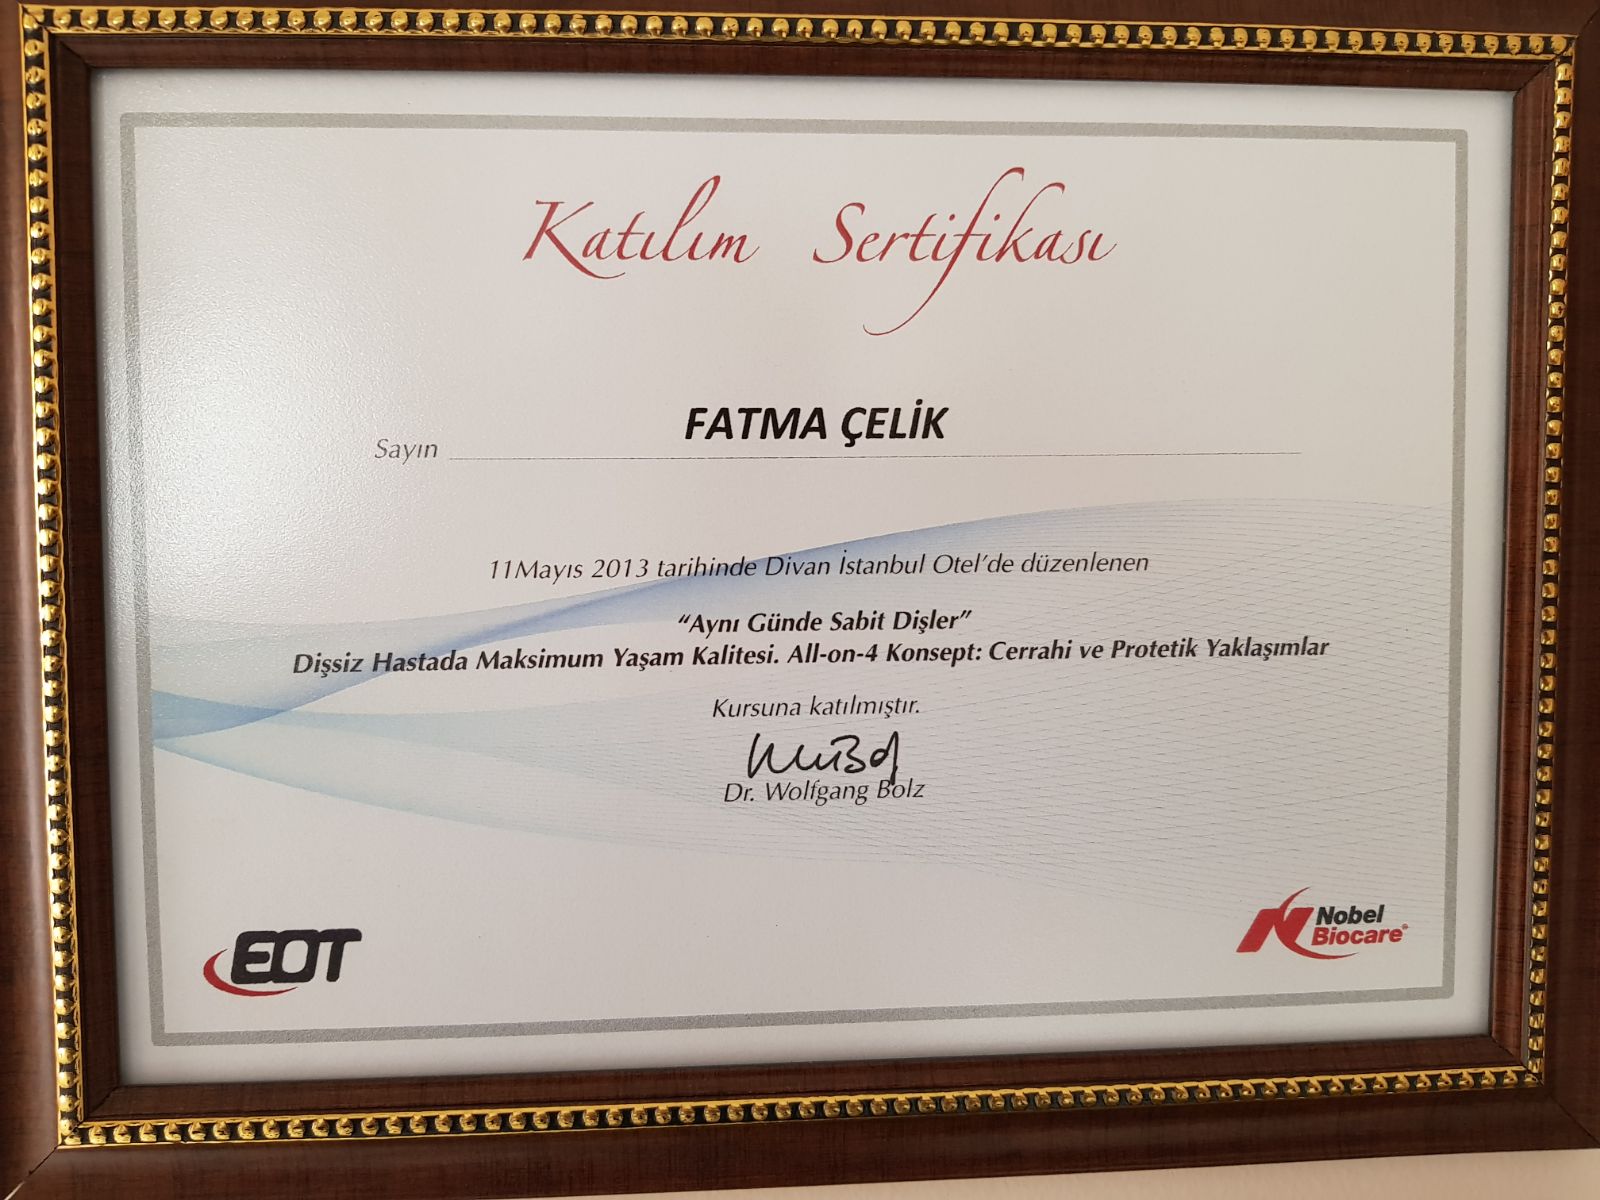 Katılım Sertifikası
FATMA ÇELİK
Sayın
11Mayıs 2013 tarihinde Divan İstanbul Otel'de düzenlenen
"Aynı Günde Sabit Dişler"
Dişsiz Hastada Maksimum Yaşam Kalitesi. All-on-4 Konsept: Cerrahi ve Protetik Yaklaşımlar
Kursuna katılmıştır.
Dr. Wolfgang Bolz
EOT
Nobel
Biocare®